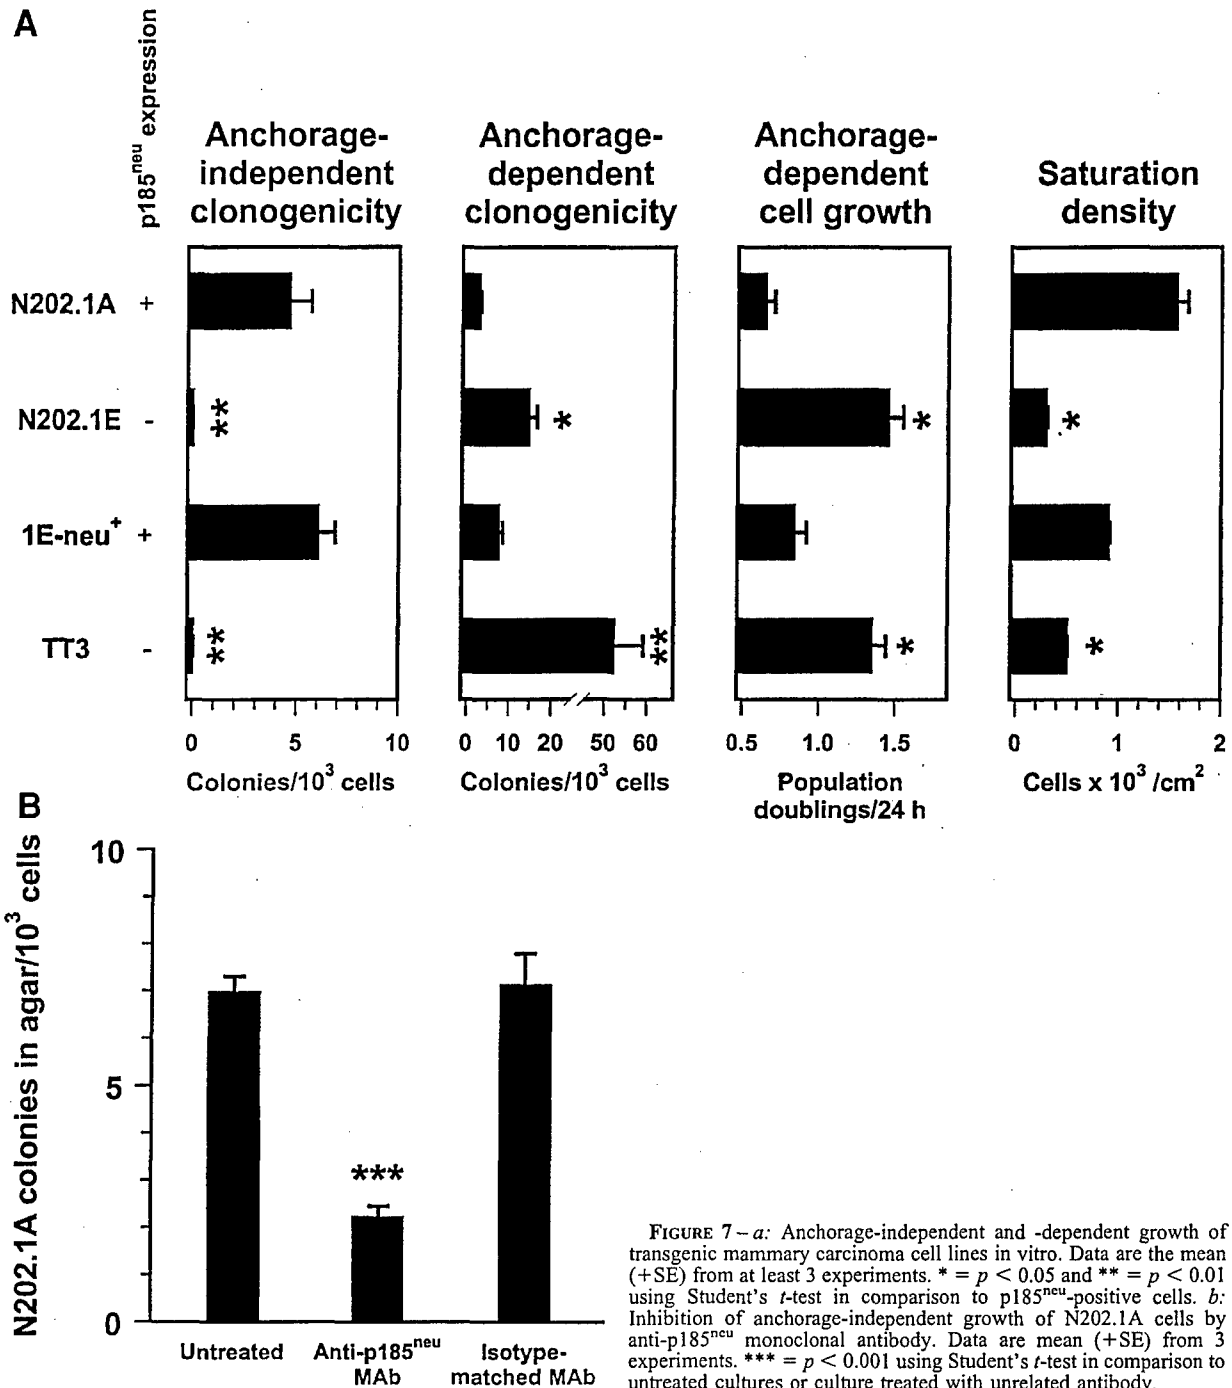 A
p185neu expression
Anchorage-
independent
clonogenicity
Anchorage-
dependent
clonogenicity
Anchorage-
dependent
cell growth
Saturation
density
N202.1A +
N202.1E - ** * * *
1E-neu+ +
TT3 - ** ** * *
0 5 10
0 10 20 50 60
0.5 1.0 1.5
0 1 2
Colonies/10³ cells
Colonies/10³ cells
Population
doublings/24 h
Cells x 10³ /cm²
B
N202.1A colonies in agar/10³ cells
10
5
0
***
Untreated
Anti-p185neu
MAb
Isotype-
matched MAb
FIGURE 7 – a: Anchorage-independent and -dependent growth of
transgenic mammary carcinoma cell lines in vitro. Data are the mean
(+SE) from at least 3 experiments. * = p < 0.05 and ** = p < 0.01
using Student's t-test in comparison to p185neu-positive cells. b:
Inhibition of anchorage-independent growth of N202.1A cells by
anti-p185neu monoclonal antibody. Data are mean (+SE) from 3
experiments. *** = p < 0.001 using Student's t-test in comparison to
untreated cultures or culture treated with unrelated antibody.